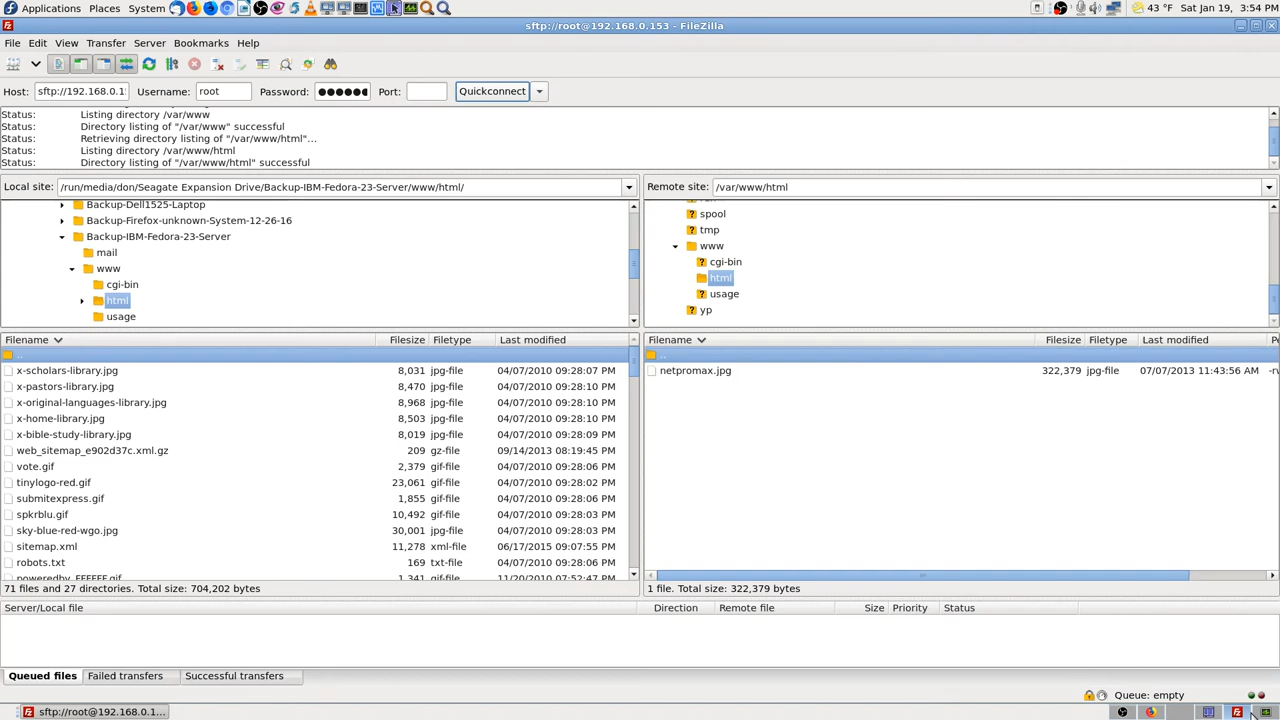 Applications Places System 43 °F Sat Jan 19, 3:54 PM
sftp://root@192.168.0.153 - FileZilla
File Edit View Transfer Server Bookmarks Help
Host: sftp://192.168.0.1 Username: root Password: ●●●●●● Port: Quickconnect
Status: Listing directory /var/www
Status: Directory listing of "/var/www" successful
Status: Retrieving directory listing of "/var/www/html"...
Status: Listing directory /var/www/html
Status: Directory listing of "/var/www/html" successful
Local site: /run/media/don/Seagate Expansion Drive/Backup-IBM-Fedora-23-Server/www/html/
Backup-Dell1525-Laptop
Backup-Firefox-unknown-System-12-26-16
Backup-IBM-Fedora-23-Server
mail
www
cgi-bin
html
usage
Remote site: /var/www/html
spool
tmp
www
cgi-bin
html
usage
yp
Filename Filesize Filetype Last modified
..
x-scholars-library.jpg 8,031 jpg-file 04/07/2010 09:28:07 PM
x-pastors-library.jpg 8,470 jpg-file 04/07/2010 09:28:10 PM
x-original-languages-library.jpg 8,968 jpg-file 04/07/2010 09:28:10 PM
x-home-library.jpg 8,503 jpg-file 04/07/2010 09:28:10 PM
x-bible-study-library.jpg 8,019 jpg-file 04/07/2010 09:28:09 PM
web_sitemap_e902d37c.xml.gz 209 gz-file 09/14/2013 08:19:45 PM
vote.gif 2,379 gif-file 04/07/2010 09:28:06 PM
tinylogo-red.gif 23,061 gif-file 04/07/2010 09:28:02 PM
submitexpress.gif 1,855 gif-file 04/07/2010 09:28:06 PM
spkrblu.gif 10,492 gif-file 04/07/2010 09:28:03 PM
sky-blue-red-wgo.jpg 30,001 jpg-file 04/07/2010 09:28:03 PM
sitemap.xml 11,278 xml-file 06/17/2015 09:07:55 PM
robots.txt 169 txt-file 04/07/2010 09:28:06 PM
poweredby_FFFFFF.gif 1,341 gif-file 11/20/2010 07:52:47 PM
71 files and 27 directories. Total size: 704,202 bytes
Filename Filesize Filetype Last modified
..
netpromax.jpg 322,379 jpg-file 07/07/2013 11:43:56 AM
1 file. Total size: 322,379 bytes
Server/Local file Direction Remote file Size Priority Status
Queued files Failed transfers Successful transfers
Queue: empty
sftp://root@192.168.0.1...